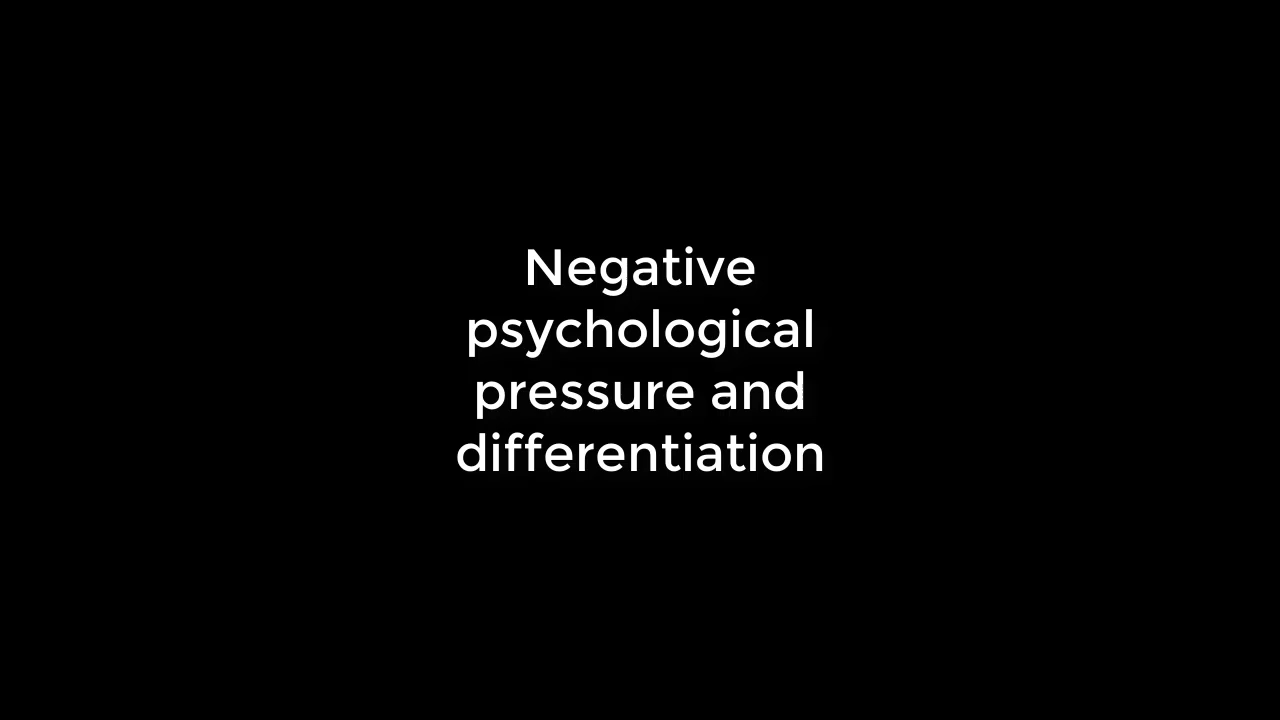 Negative
psychological
pressure and
differentiation